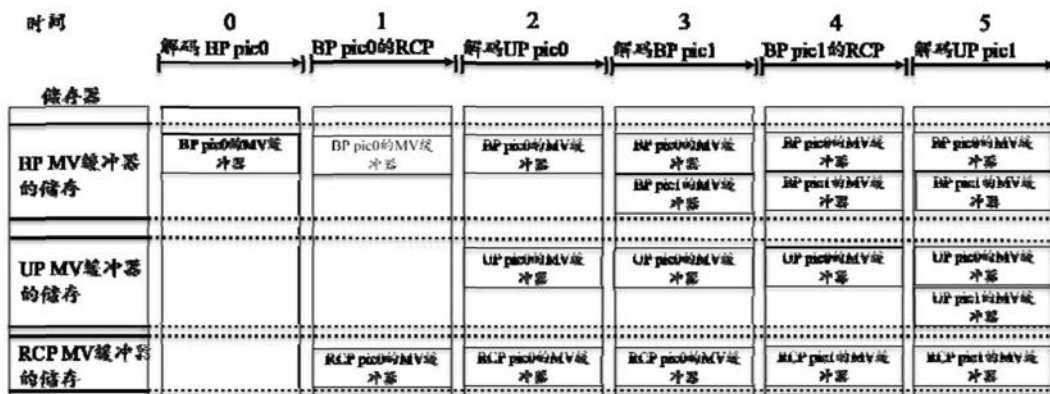 时间 0 1 2 3 4 5
解码 BP pic0 BP pic0的RCP 解码UP pic0 解码BP pic1 BP pic1的RCP 解码UP pic1
储存器
BP MV缓冲器
的储存
BP pic0的MV缓
冲器
BP pic0的MV缓
冲器
BP pic0的MV缓
冲器
BP pic0的MV缓
冲器
BP pic1的MV缓
冲器
BP pic0的MV缓
冲器
BP pic1的MV缓
冲器
BP pic0的MV缓
冲器
BP pic1的MV缓
冲器
UP MV缓冲器
的储存
UP pic0的MV缓
冲器
UP pic0的MV缓
冲器
UP pic0的MV缓
冲器
UP pic0的MV缓
冲器
UP pic1的MV缓
冲器
RCP MV缓冲器
的储存
RCP pic0的MV缓
冲器
RCP pic0的MV缓
冲器
RCP pic0的MV缓
冲器
RCP pic1的MV缓
冲器
RCP pic1的MV缓
冲器